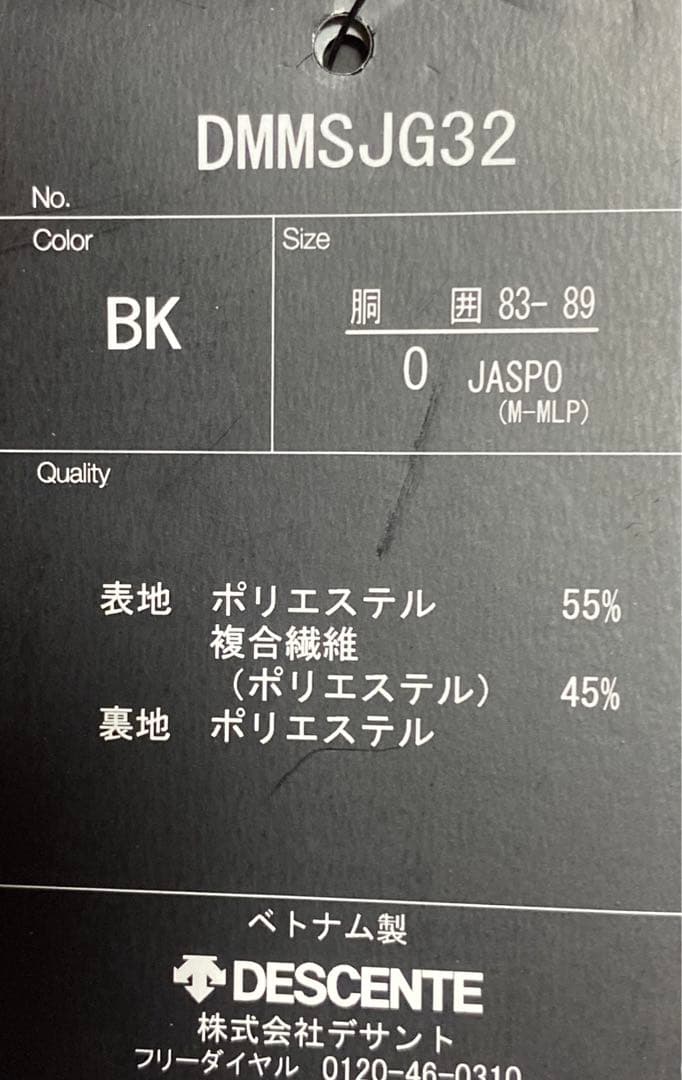 DMMSJG32
No.
Color
Size
BK
胴 囲 83-89
O JASPO
(M-MLP)
Quality
表地 ポリエステル 55%
複合繊維
(ポリエステル) 45%
裏地 ポリエステル
ベトナム製
DESCENTE
株式会社デサント
フリーダイヤル 0120-46-0310